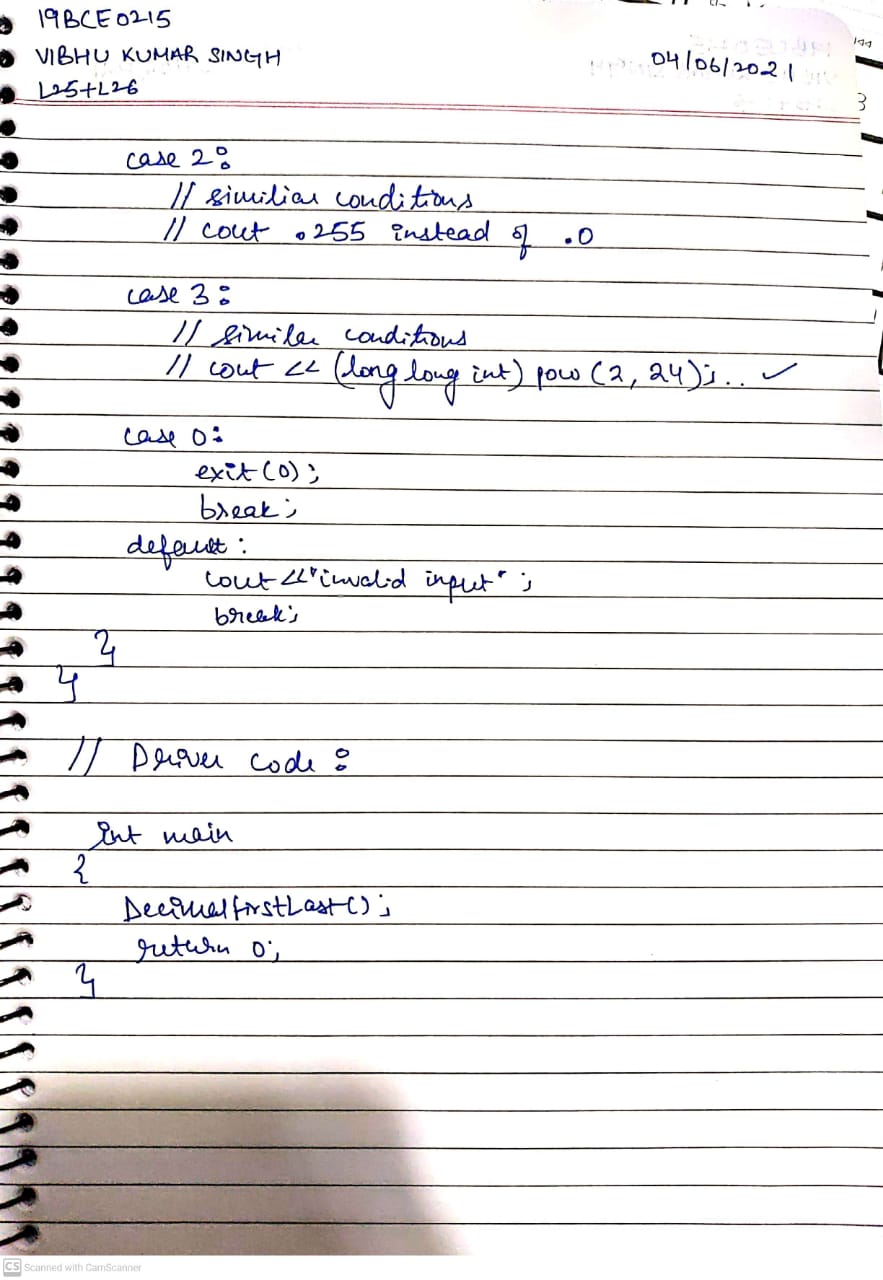 19BCE0215
VIBHU KUMAR SINGH
04/06/2021
L25+L26
3
case 2:
// similiar conditions
// cout .255 instead of .0
case 3:
// similar conditions
// cout << (long long int) pow (2, 24);.. ✓
case 0:
exit(0);
break;
default:
cout <<"invalid input";
break;
}
}
// Driver code:
int main
{
DecimalfirstLast();
return 0;
}
CS Scanned with CamScanner